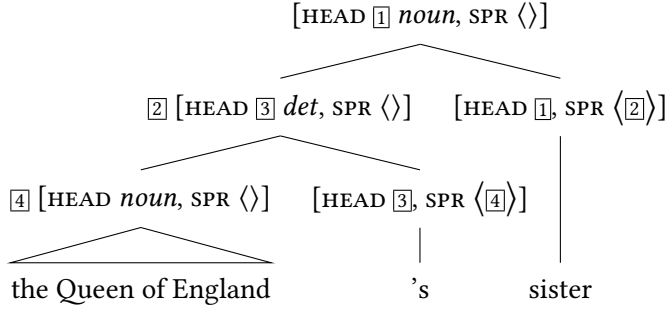 [HEAD 1 noun, SPR ⟨⟩]
2 [HEAD 3 det, SPR ⟨⟩] [HEAD 1, SPR ⟨2⟩]
4 [HEAD noun, SPR ⟨⟩] [HEAD 3, SPR ⟨4⟩]
the Queen of England 's sister